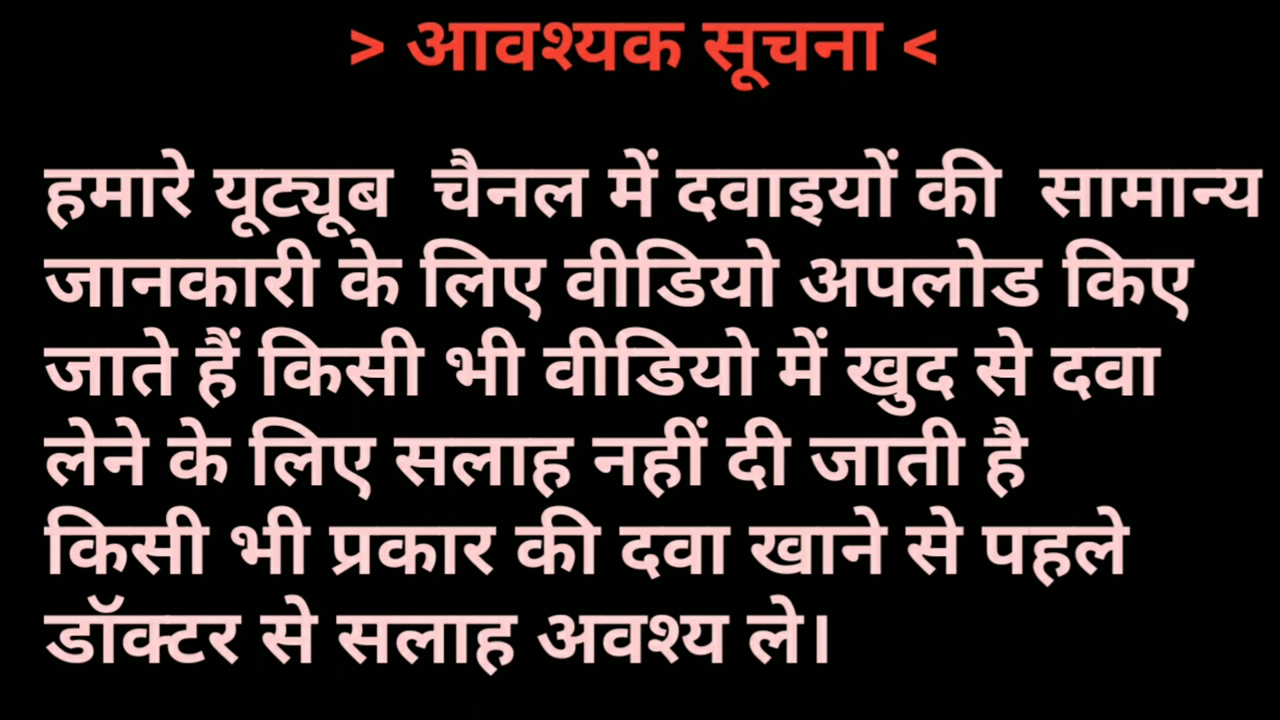 > आवश्यक सूचना <
हमारे यूट्यूब चैनल में दवाइयों की सामान्य
जानकारी के लिए वीडियो अपलोड किए
जाते हैं किसी भी वीडियो में खुद से दवा
लेने के लिए सलाह नहीं दी जाती है
किसी भी प्रकार की दवा खाने से पहले
डॉक्टर से सलाह अवश्य ले।